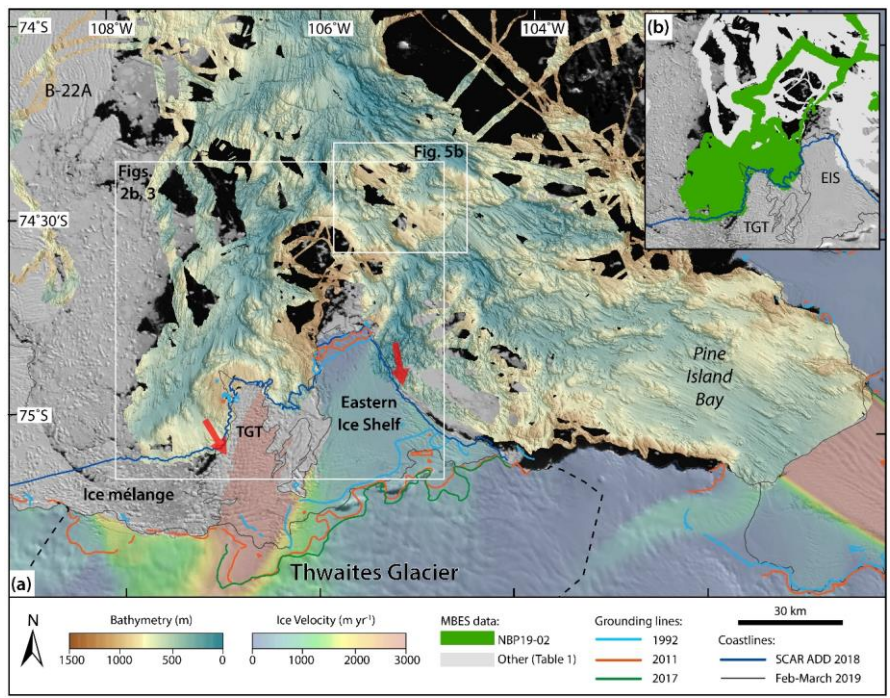 108°W 106°W 104°W
74°S
B-22A
(b)
EIS
TGT
Figs.
2b, 3
Fig. 5b
74°30'S
Pine
Island
Bay
75°S
TGT
Eastern
Ice Shelf
Ice mélange
Thwaites Glacier
(a)
N
Bathymetry (m)
1500 1000 500 0
Ice Velocity (m yr⁻¹)
0 1000 2000 3000
MBES data:
NBP19-02
Other (Table 1)
Grounding lines:
1992
2011
2017
30 km
Coastlines:
SCAR ADD 2018
Feb-March 2019